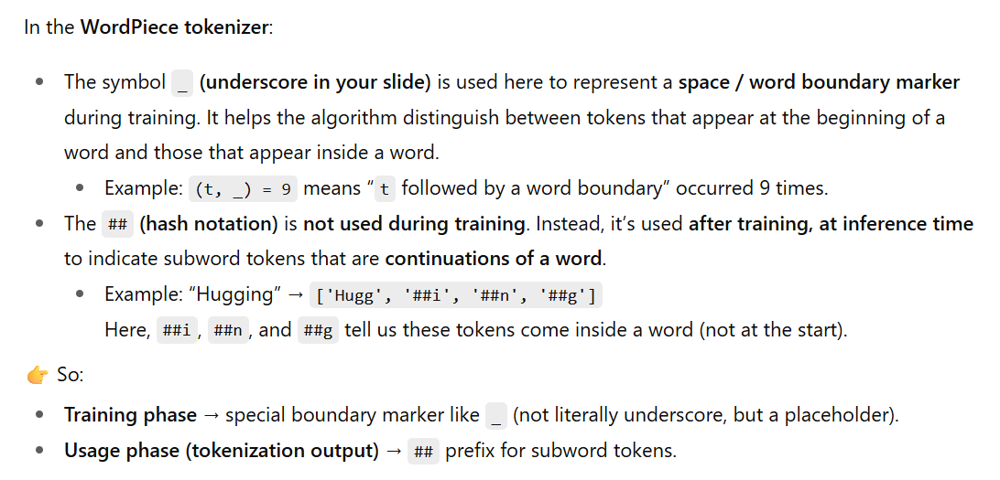 In the WordPiece tokenizer:
The symbol _ (underscore in your slide) is used here to represent a space / word boundary marker
during training. It helps the algorithm distinguish between tokens that appear at the beginning of a
word and those that appear inside a word.
Example: (t, _) = 9 means “t followed by a word boundary” occurred 9 times.
The ## (hash notation) is not used during training. Instead, it’s used after training, at inference time
to indicate subword tokens that are continuations of a word.
Example: “Hugging” → ['Hugg', '##i', '##n', '##g']
Here, ##i, ##n, and ##g tell us these tokens come inside a word (not at the start).
👉 So:
Training phase → special boundary marker like _ (not literally underscore, but a placeholder).
Usage phase (tokenization output) → ## prefix for subword tokens.